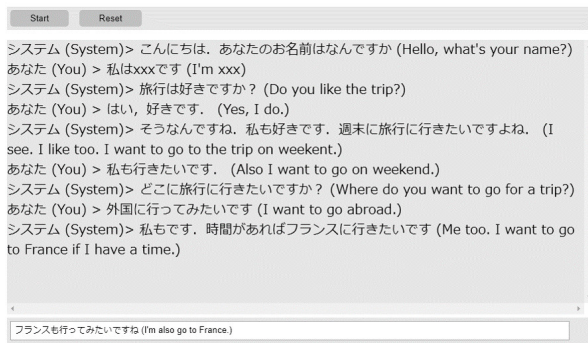 Start Reset
システム (System)> こんにちは．あなたのお名前はなんですか (Hello, what's your name?)
あなた (You) > 私はxxxです (I'm xxx)
システム (System)> 旅行は好きですか？ (Do you like the trip?)
あなた (You) > はい，好きです． (Yes, I do.)
システム (System)> そうなんですね．私も好きです．週末に旅行に行きたいですよね． (I
see. I like too. I want to go to the trip on weekent.)
あなた (You) > 私も行きたいです． (Also I want to go on weekend.)
システム (System)> どこに旅行に行きたいですか？ (Where do you want to go for a trip?)
あなた (You) > 外国に行ってみたいです (I want to go abroad.)
システム (System)> 私もです．時間があればフランスに行きたいです (Me too. I want to go
to France if I have a time.)
フランスも行ってみたいですね (I'm also go to France.)